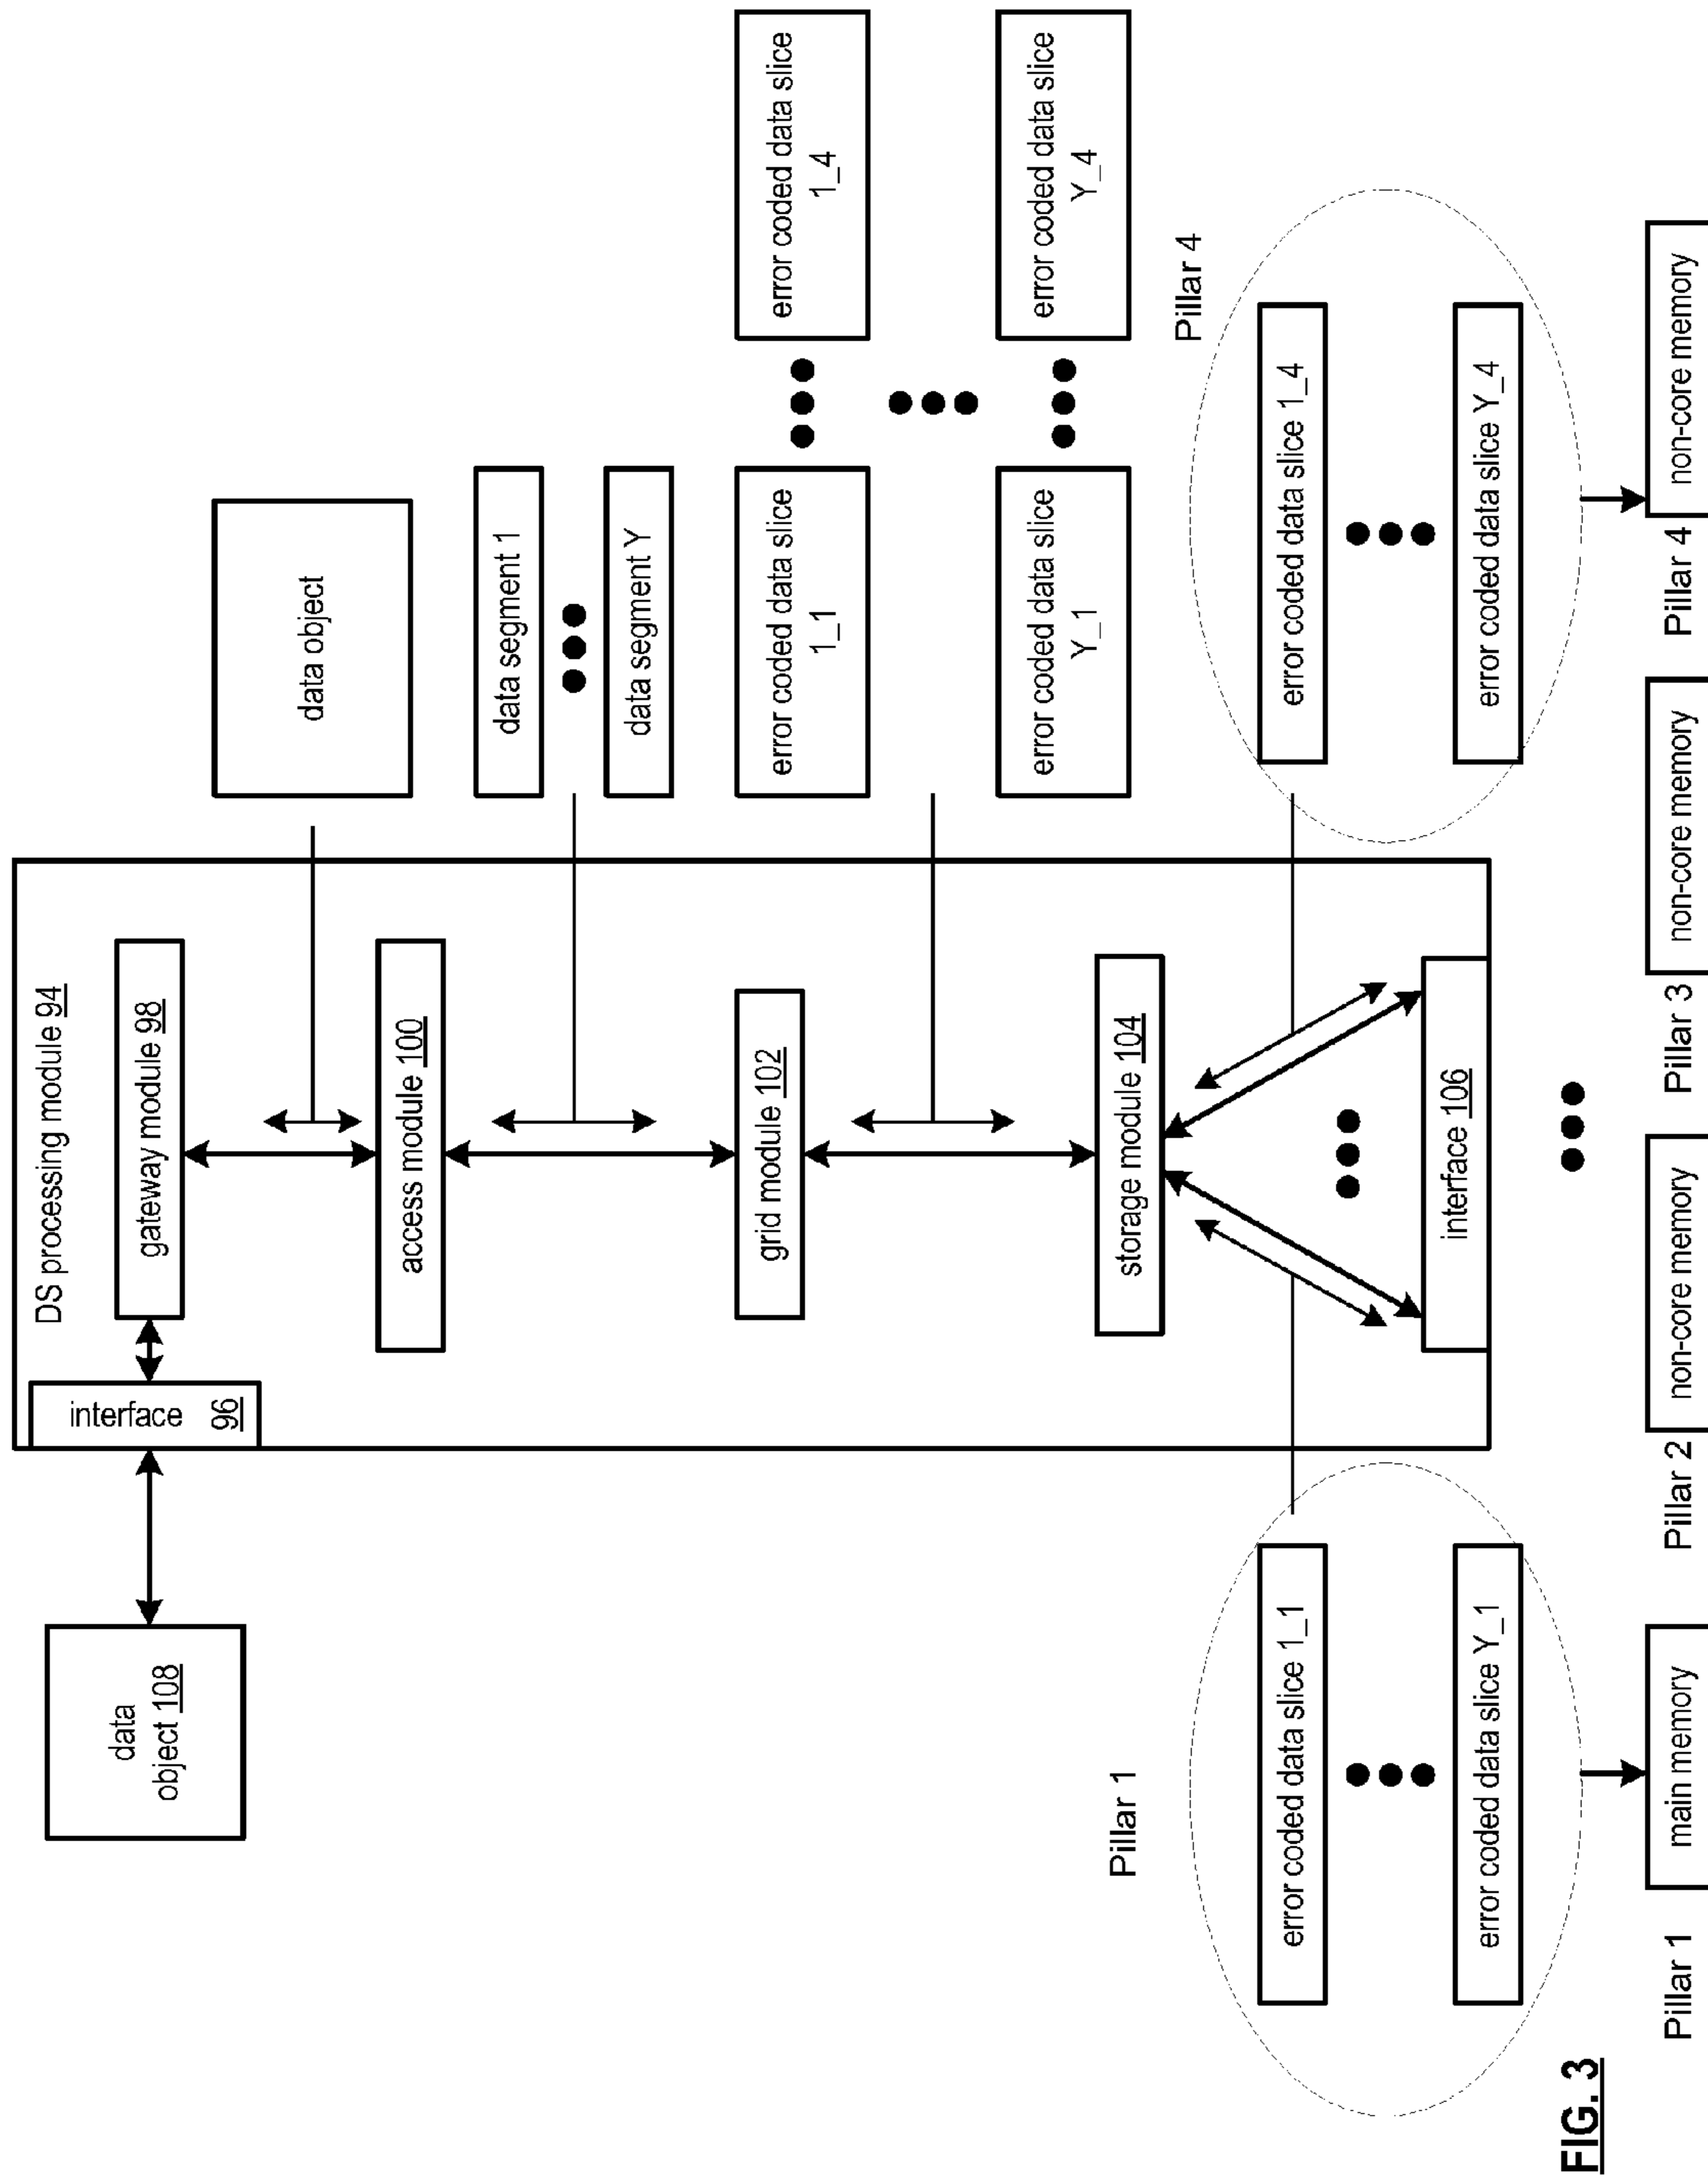 DS processing module 94
data
object 108
interface 96
gateway module 98
data object
access module 100
data segment 1
data segment Y
grid module 102
error coded data slice
1_1
error coded data slice
1_4
error coded data slice
Y_1
error coded data slice
Y_4
storage module 104
Pillar 1
Pillar 4
error coded data slice 1_1
error coded data slice 1_4
interface 106
error coded data slice Y_1
error coded data slice Y_4
Pillar 1
main memory
Pillar 2
non-core memory
Pillar 3
non-core memory
Pillar 4
non-core memory
FIG. 3